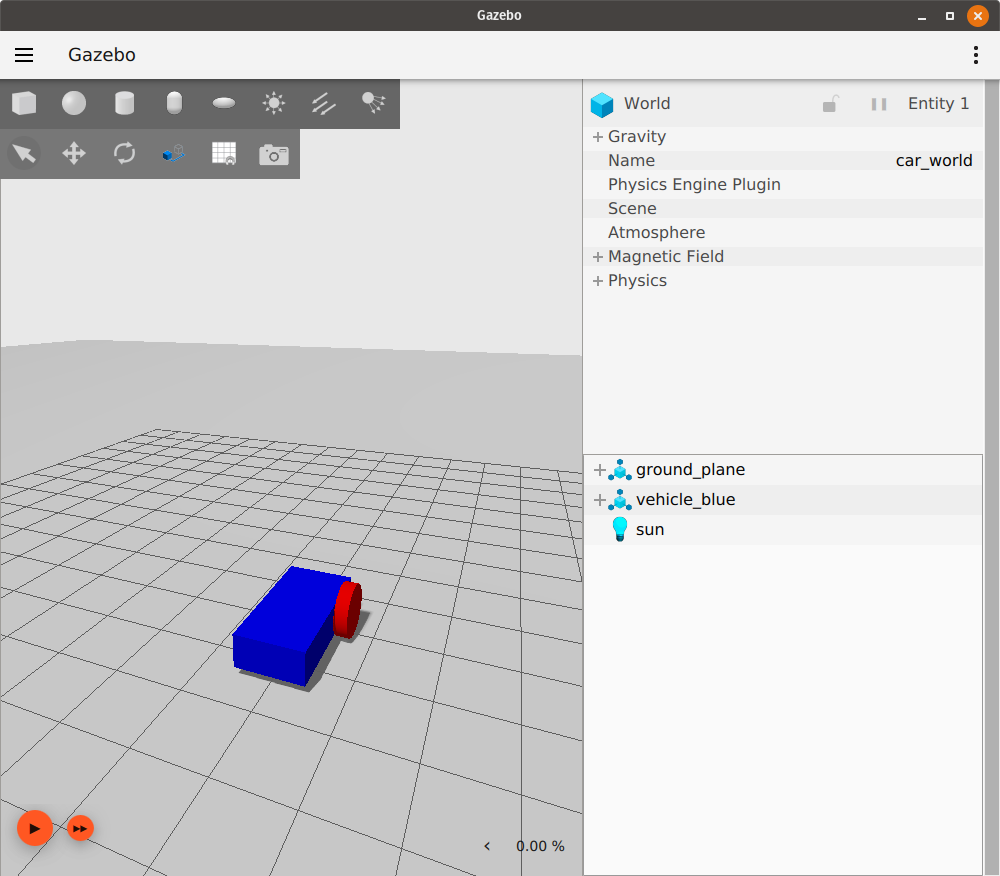 Gazebo
Gazebo
World Entity 1
Gravity
Name car_world
Physics Engine Plugin
Scene
Atmosphere
Magnetic Field
Physics
ground_plane
vehicle_blue
sun
0.00 %